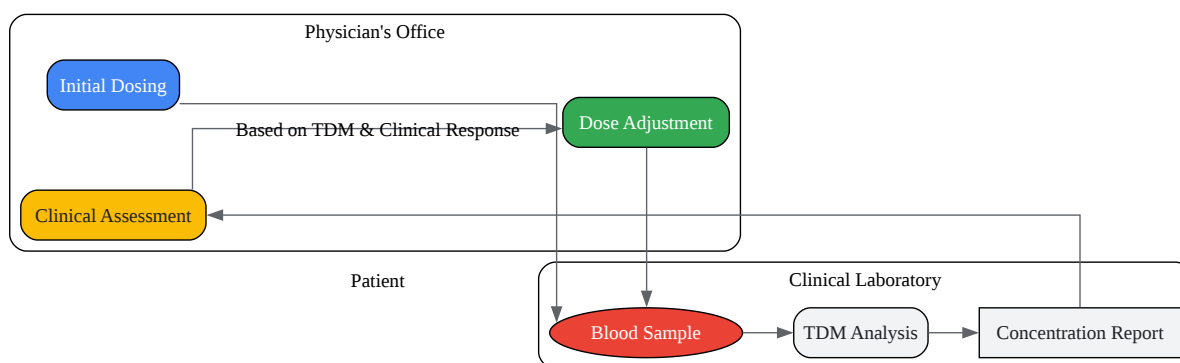 Physician's Office
Initial Dosing
Dose Adjustment
Based on TDM & Clinical Response
Clinical Assessment
Patient
Clinical Laboratory
Blood Sample
TDM Analysis
Concentration Report